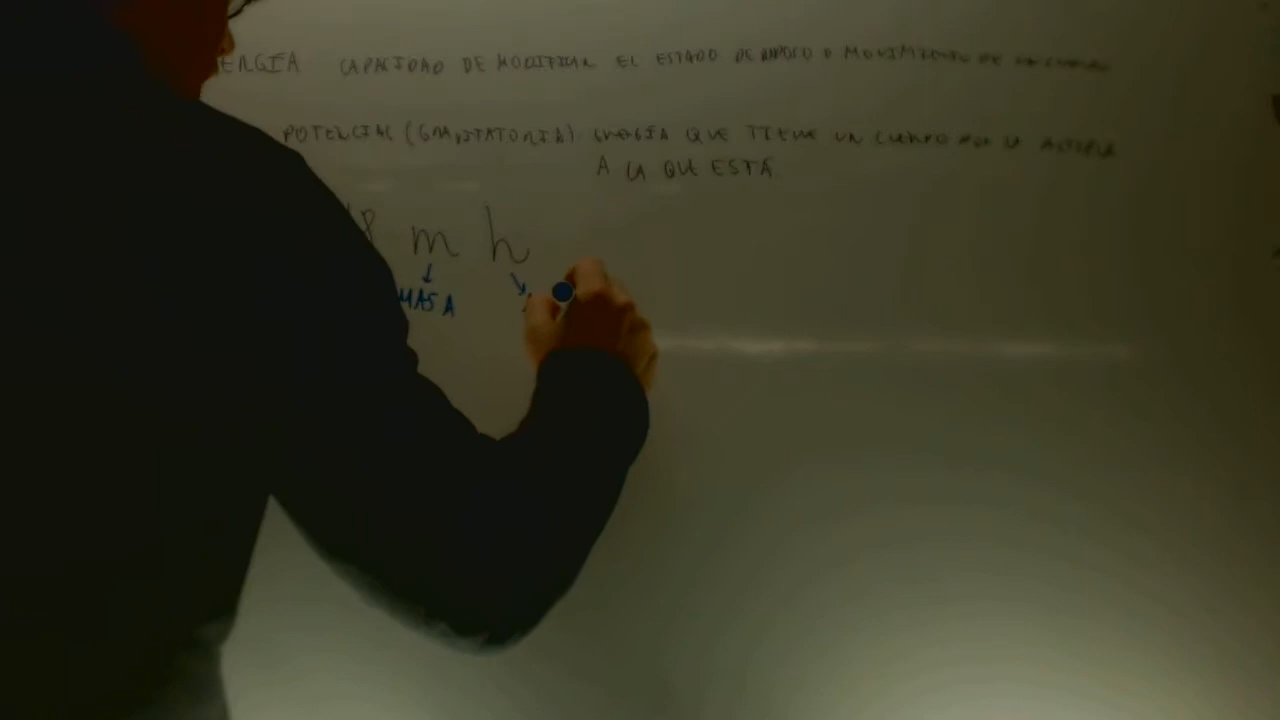 ERGÍA CAPACIDAD DE MODIFICAR EL ESTADO DE REPOSO O MOVIMIENTO DE
POTENCIAL (GRAVITATORIA) ENERGÍA QUE TIENE UN CUERPO POR LA ALTURA
A LA QUE ESTÁ
8 m h
MASA